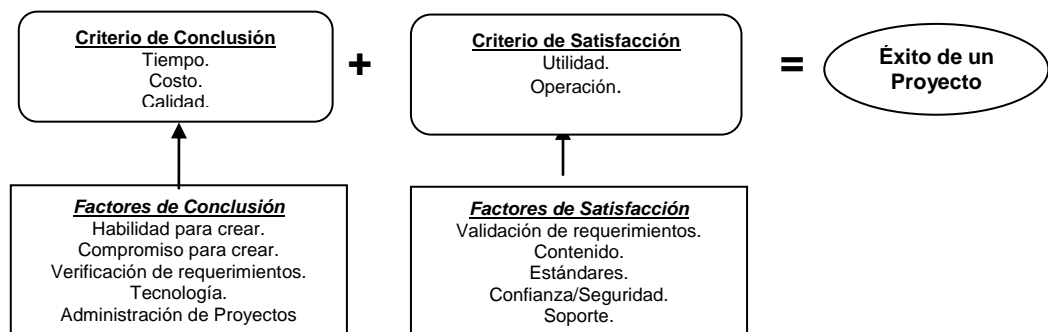 Criterio de Conclusión
Tiempo.
Costo.
Calidad.
+
Criterio de Satisfacción
Utilidad.
Operación.
=
Éxito de un
Proyecto
Factores de Conclusión
Habilidad para crear.
Compromiso para crear.
Verificación de requerimientos.
Tecnología.
Administración de Proyectos
Factores de Satisfacción
Validación de requerimientos.
Contenido.
Estándares.
Confianza/Seguridad.
Soporte.